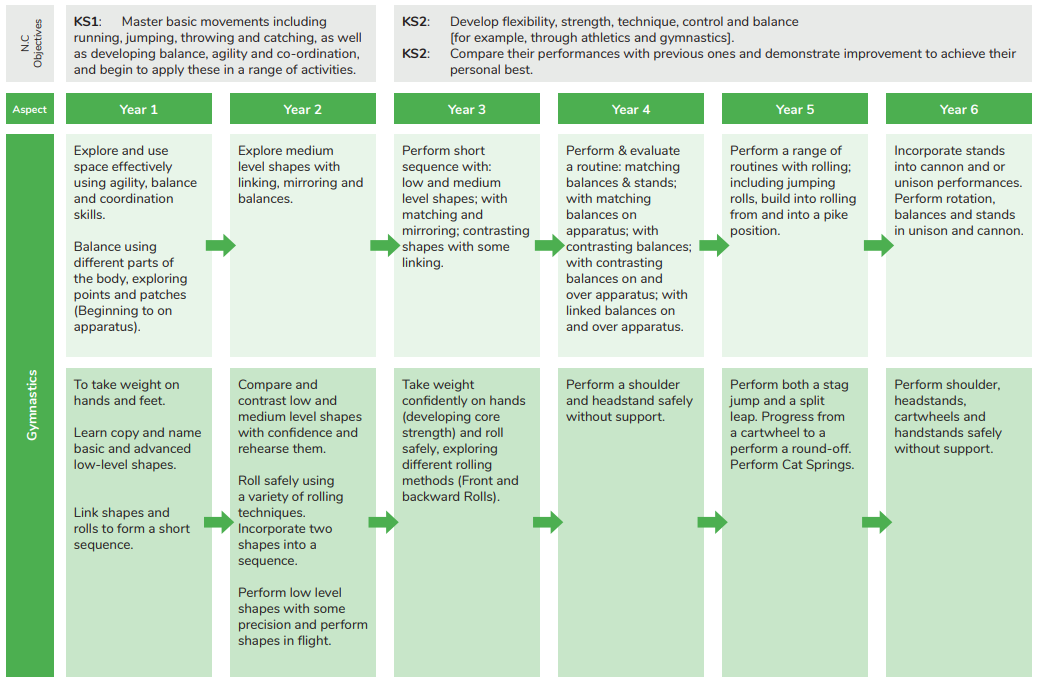 N.C
Objectives
KS1: Master basic movements including
running, jumping, throwing and catching, as well
as developing balance, agility and co-ordination,
and begin to apply these in a range of activities.
KS2: Develop flexibility, strength, technique, control and balance
[for example, through athletics and gymnastics].
KS2: Compare their performances with previous ones and demonstrate improvement to achieve their
personal best.
Aspect
Year 1
Year 2
Year 3
Year 4
Year 5
Year 6
Gymnastics
Explore and use
space effectively
using agility, balance
and coordination
skills.
Balance using
different parts of
the body, exploring
points and patches
(Beginning to on
apparatus).
Explore medium
level shapes with
linking, mirroring and
balances.
Perform short
sequence with:
low and medium
level shapes; with
matching and
mirroring; contrasting
shapes with some
linking.
Perform & evaluate
a routine: matching
balances & stands;
with matching
balances on
apparatus; with
contrasting balances;
with contrasting
balances on and
over apparatus; with
linked balances on
and over apparatus.
Perform a range of
routines with rolling;
including jumping
rolls, build into rolling
from and into a pike
position.
Incorporate stands
into cannon and or
unison performances.
Perform rotation,
balances and stands
in unison and cannon.
To take weight on
hands and feet.
Learn copy and name
basic and advanced
low-level shapes.
Link shapes and
rolls to form a short
sequence.
Compare and
contrast low and
medium level shapes
with confidence and
rehearse them.
Roll safely using
a variety of rolling
techniques.
Incorporate two
shapes into a
sequence.
Perform low level
shapes with some
precision and perform
shapes in flight.
Take weight
confidently on hands
(developing core
strength) and roll
safely, exploring
different rolling
methods (Front and
backward Rolls).
Perform a shoulder
and headstand safely
without support.
Perform both a stag
jump and a split
leap. Progress from
a cartwheel to a
perform a round-off.
Perform Cat Springs.
Perform shoulder,
headstands,
cartwheels and
handstands safely
without support.